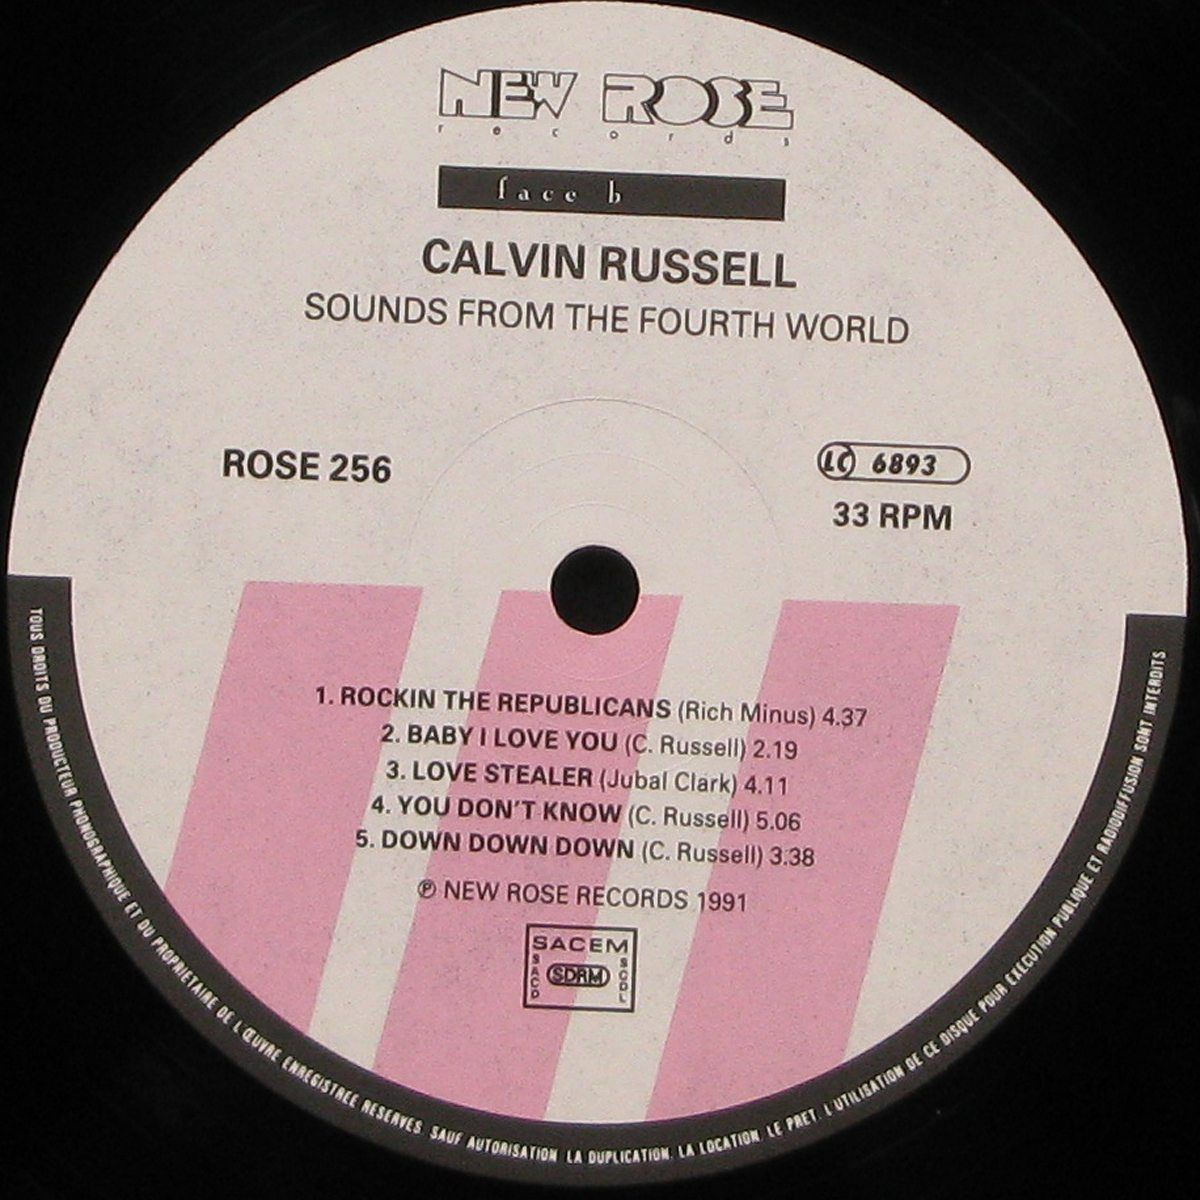 NEW ROSE
records
face b
CALVIN RUSSELL
SOUNDS FROM THE FOURTH WORLD
ROSE 256
LC 6893
33 RPM
1. ROCKIN THE REPUBLICANS (Rich Minus) 4.37
2. BABY I LOVE YOU (C. Russell) 2.19
3. LOVE STEALER (Jubal Clark) 4.11
4. YOU DON'T KNOW (C. Russell) 5.06
5. DOWN DOWN DOWN (C. Russell) 3.38
℗ NEW ROSE RECORDS 1991
SACEM
SACD
SDRM
SGDL
TOUS DROITS DU PRODUCTEUR PHONOGRAPHIQUE ET DU PROPRIETAIRE DE L'ŒUVRE ENREGISTREE RESERVES. SAUF AUTORISATION LA DUPLICATION. LA LOCATION. LE PRET. L'UTILISATION DE CE DISQUE POUR EXECUTION PUBLIQUE ET RADIODIFFUSION SONT INTERDITS